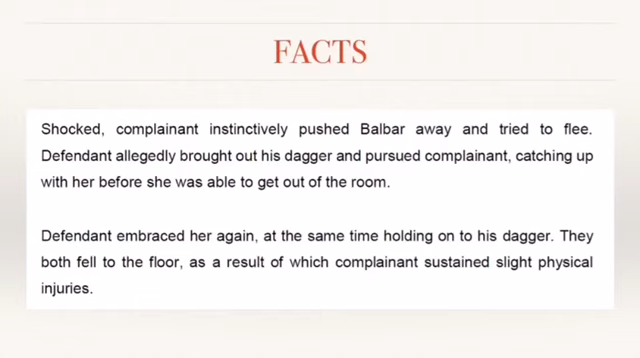 FACTS
Shocked, complainant instinctively pushed Balbar away and tried to flee.
Defendant allegedly brought out his dagger and pursued complainant, catching up
with her before she was able to get out of the room.
Defendant embraced her again, at the same time holding on to his dagger. They
both fell to the floor, as a result of which complainant sustained slight physical
injuries.